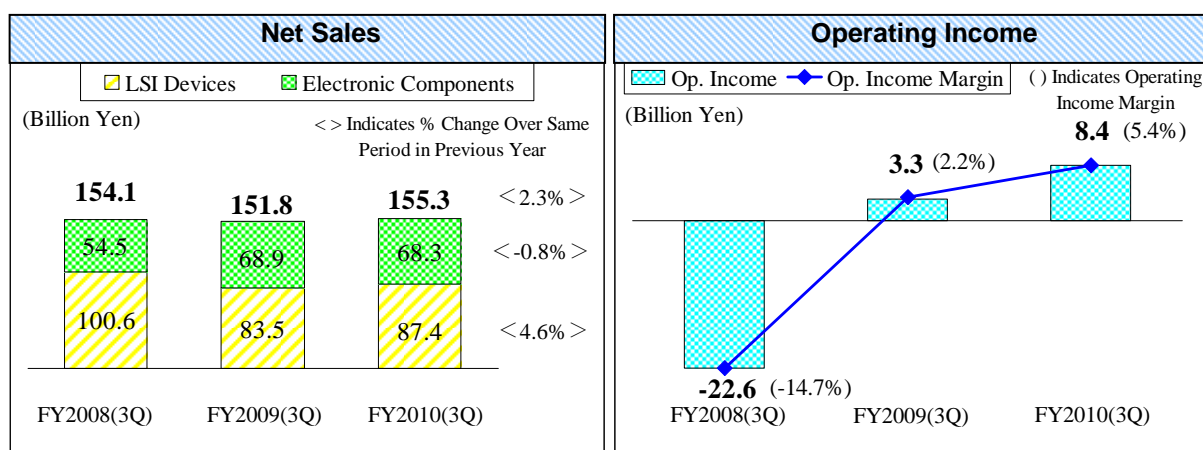 Net Sales
LSI Devices Electronic Components
(Billion Yen)
< > Indicates % Change Over Same
Period in Previous Year
154.1
151.8
155.3
<2.3%>
54.5
68.9
68.3
<-0.8%>
100.6
83.5
87.4
<4.6%>
FY2008(3Q) FY2009(3Q) FY2010(3Q)
Operating Income
Op. Income Op. Income Margin
( ) Indicates Operating
Income Margin
(Billion Yen)
8.4 (5.4%)
3.3 (2.2%)
-22.6 (-14.7%)
FY2008(3Q) FY2009(3Q) FY2010(3Q)